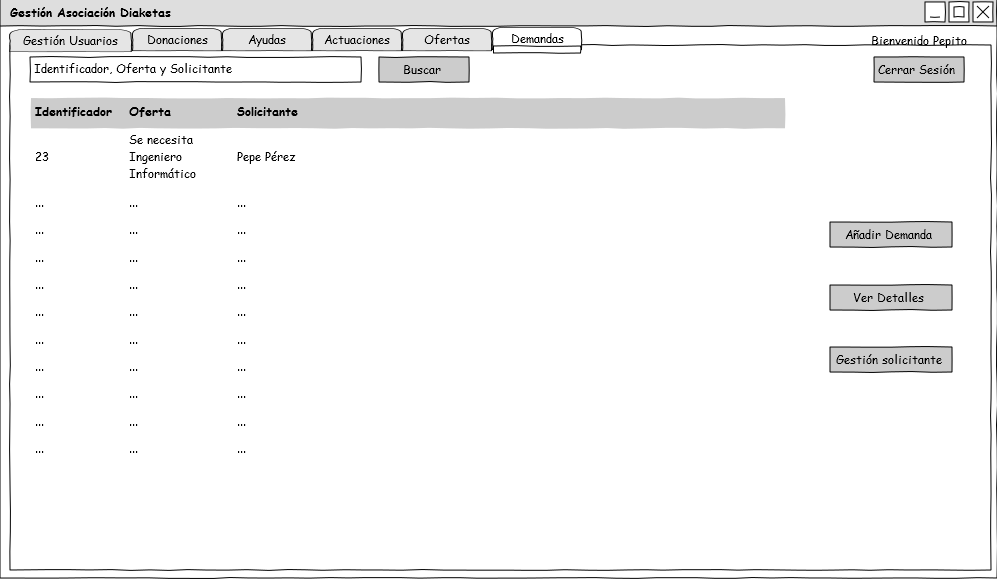 Gestión Asociación Diaketas
Gestión Usuarios Donaciones Ayudas Actuaciones Ofertas Demandas Bienvenido Pepito
Identificador, Oferta y Solicitante Buscar Cerrar Sesión
Identificador Oferta Solicitante
Se necesita
23 Ingeniero Pepe Pérez
Informático
... ... ...
... ... ...
Añadir Demanda
... ... ...
... ... ...
Ver Detalles
... ... ...
... ... ...
Gestión solicitante
... ... ...
... ... ...
... ... ...
... ... ...